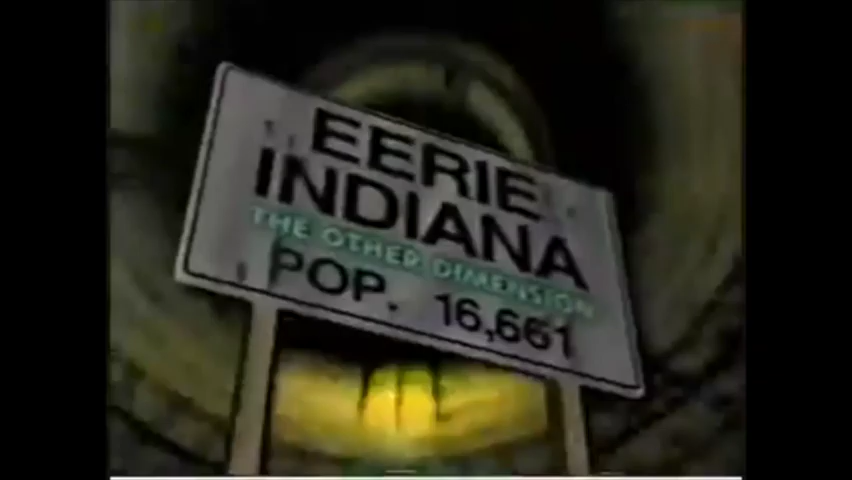 EERIE
INDIANA
THE OTHER DIMENSION
POP. 16,661